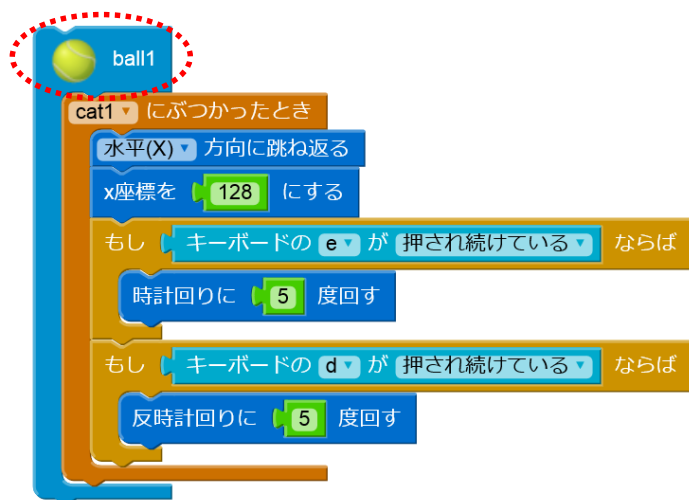 ball1
cat1 にぶつかったとき
水平(X) 方向に跳ね返る
x座標を 128 にする
もし キーボードの e が 押され続けている ならば
時計回りに 5 度回す
もし キーボードの d が 押され続けている ならば
反時計回りに 5 度回す